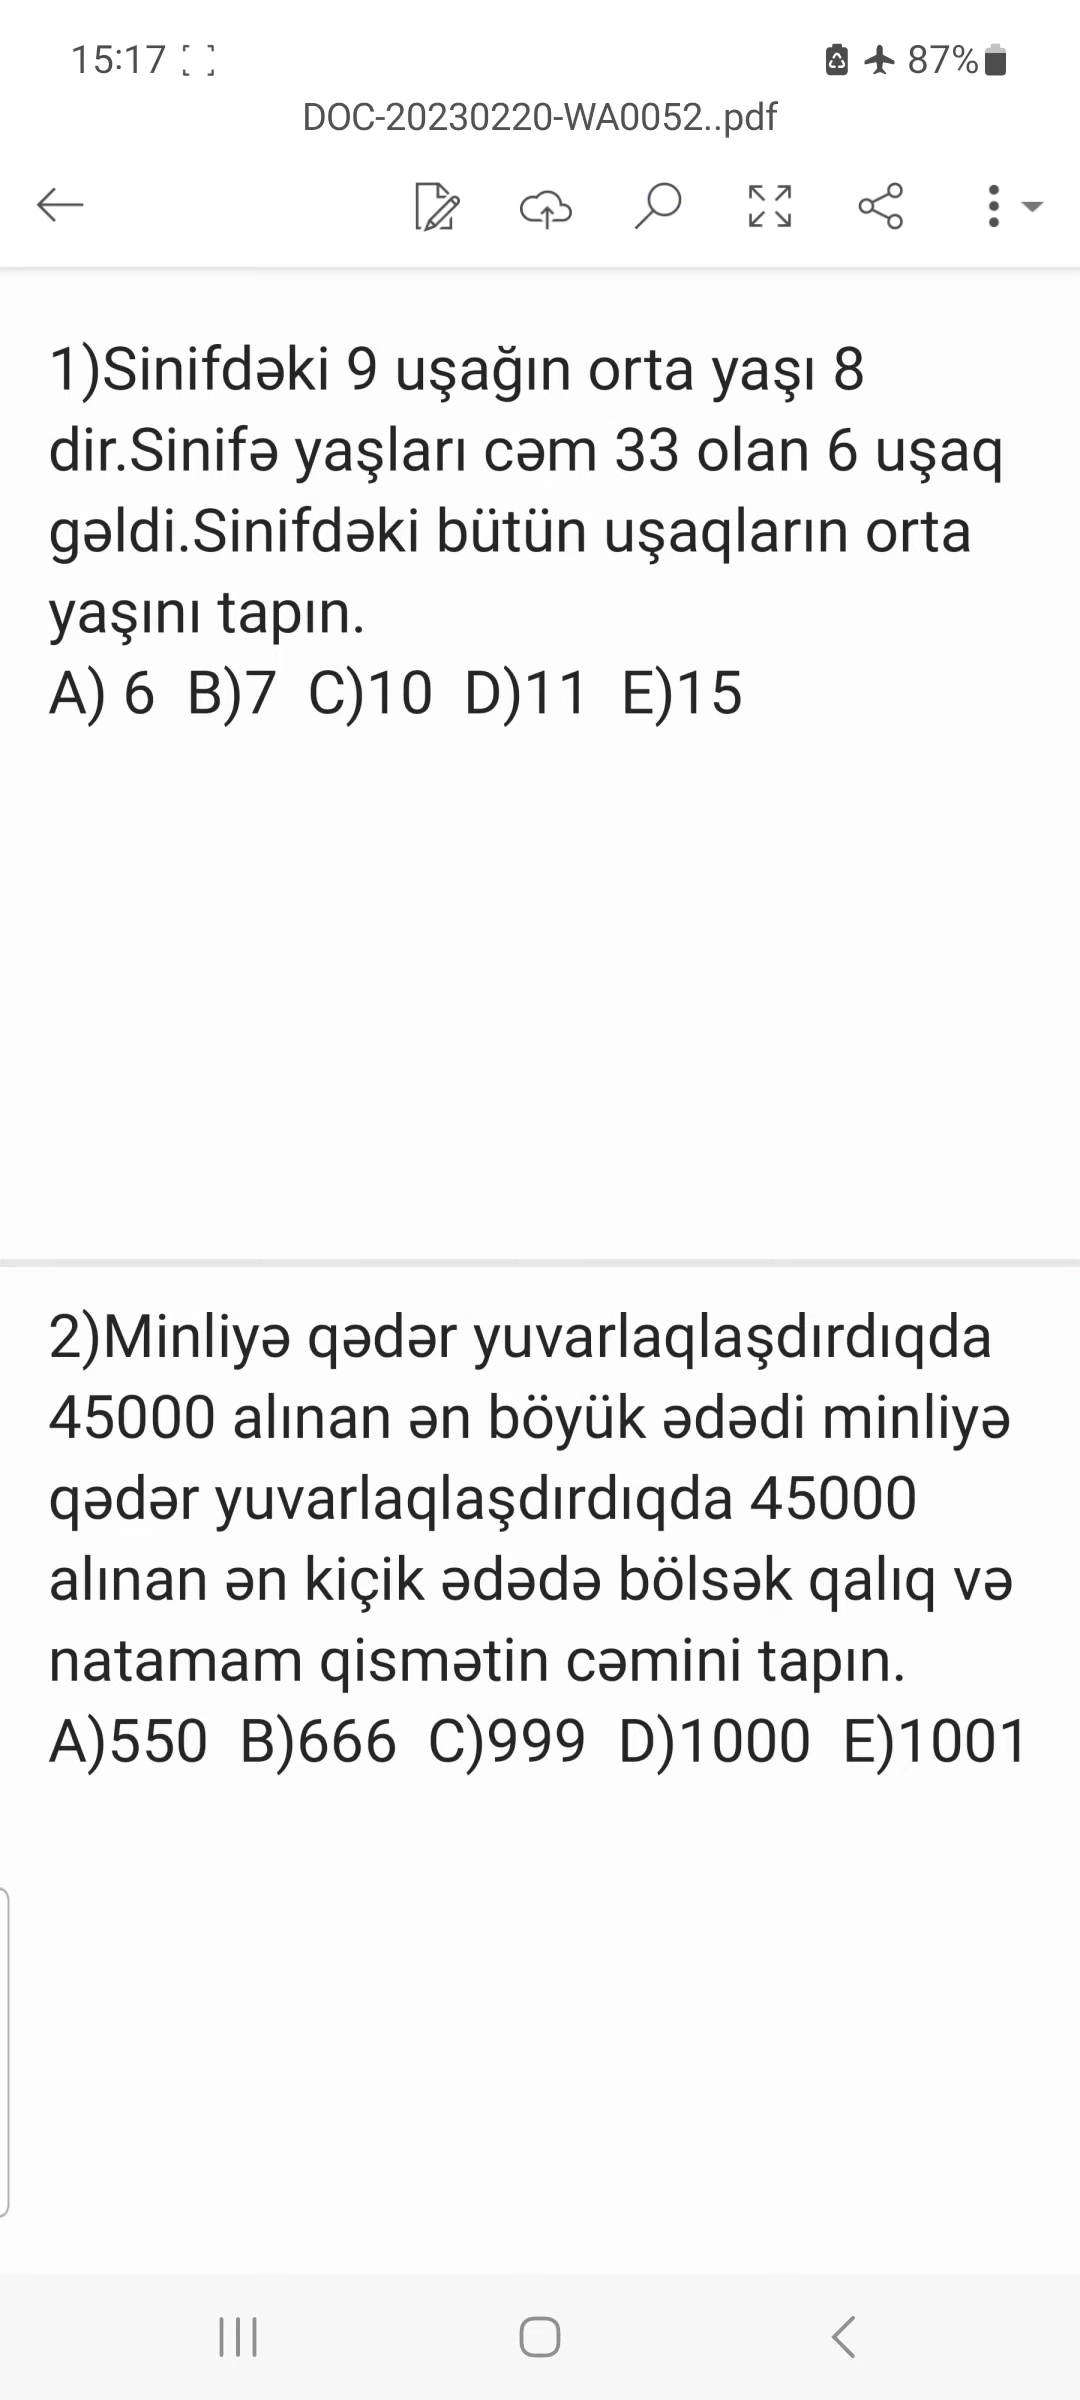 15:17
87%
DOC-20230220-WA0052..pdf
1)Sinifdəki 9 uşağın orta yaşı 8
dir.Sinifə yaşları cəm 33 olan 6 uşaq
gəldi.Sinifdəki bütün uşaqların orta
yaşını tapın.
A) 6 B)7 C)10 D)11 E)15
2)Minliyə qədər yuvarlaqlaşdırdıqda
45000 alınan ən böyük ədədi minliyə
qədər yuvarlaqlaşdırdıqda 45000
alınan ən kiçik ədədə bölsək qalıq və
natamam qismətin cəmini tapın.
A)550 B)666 C)999 D)1000 E)1001